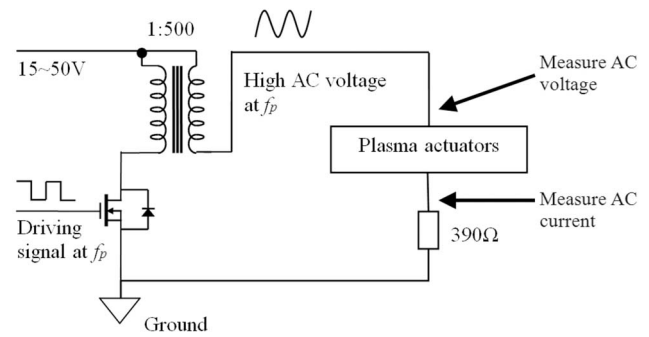 1:500
15~50V
High AC voltage
at fp
Measure AC
voltage
Plasma actuators
Driving
signal at fp
Measure AC
current
390Ω
Ground